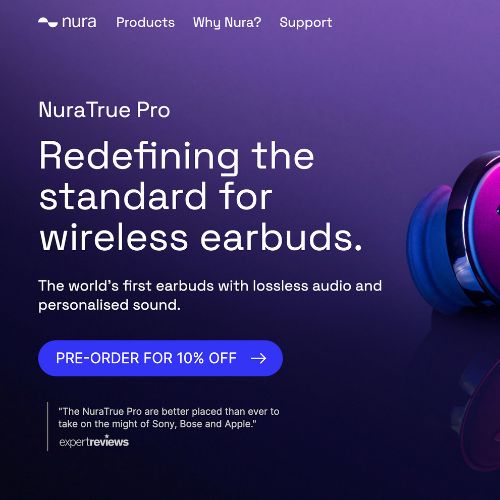 nura Products Why Nura? Support
NuraTrue Pro
Redefining the
standard for
wireless earbuds.
The world's first earbuds with lossless audio and
personalised sound.
PRE-ORDER FOR 10% OFF →
"The NuraTrue Pro are better placed than ever to
take on the might of Sony, Bose and Apple."
expertreviews